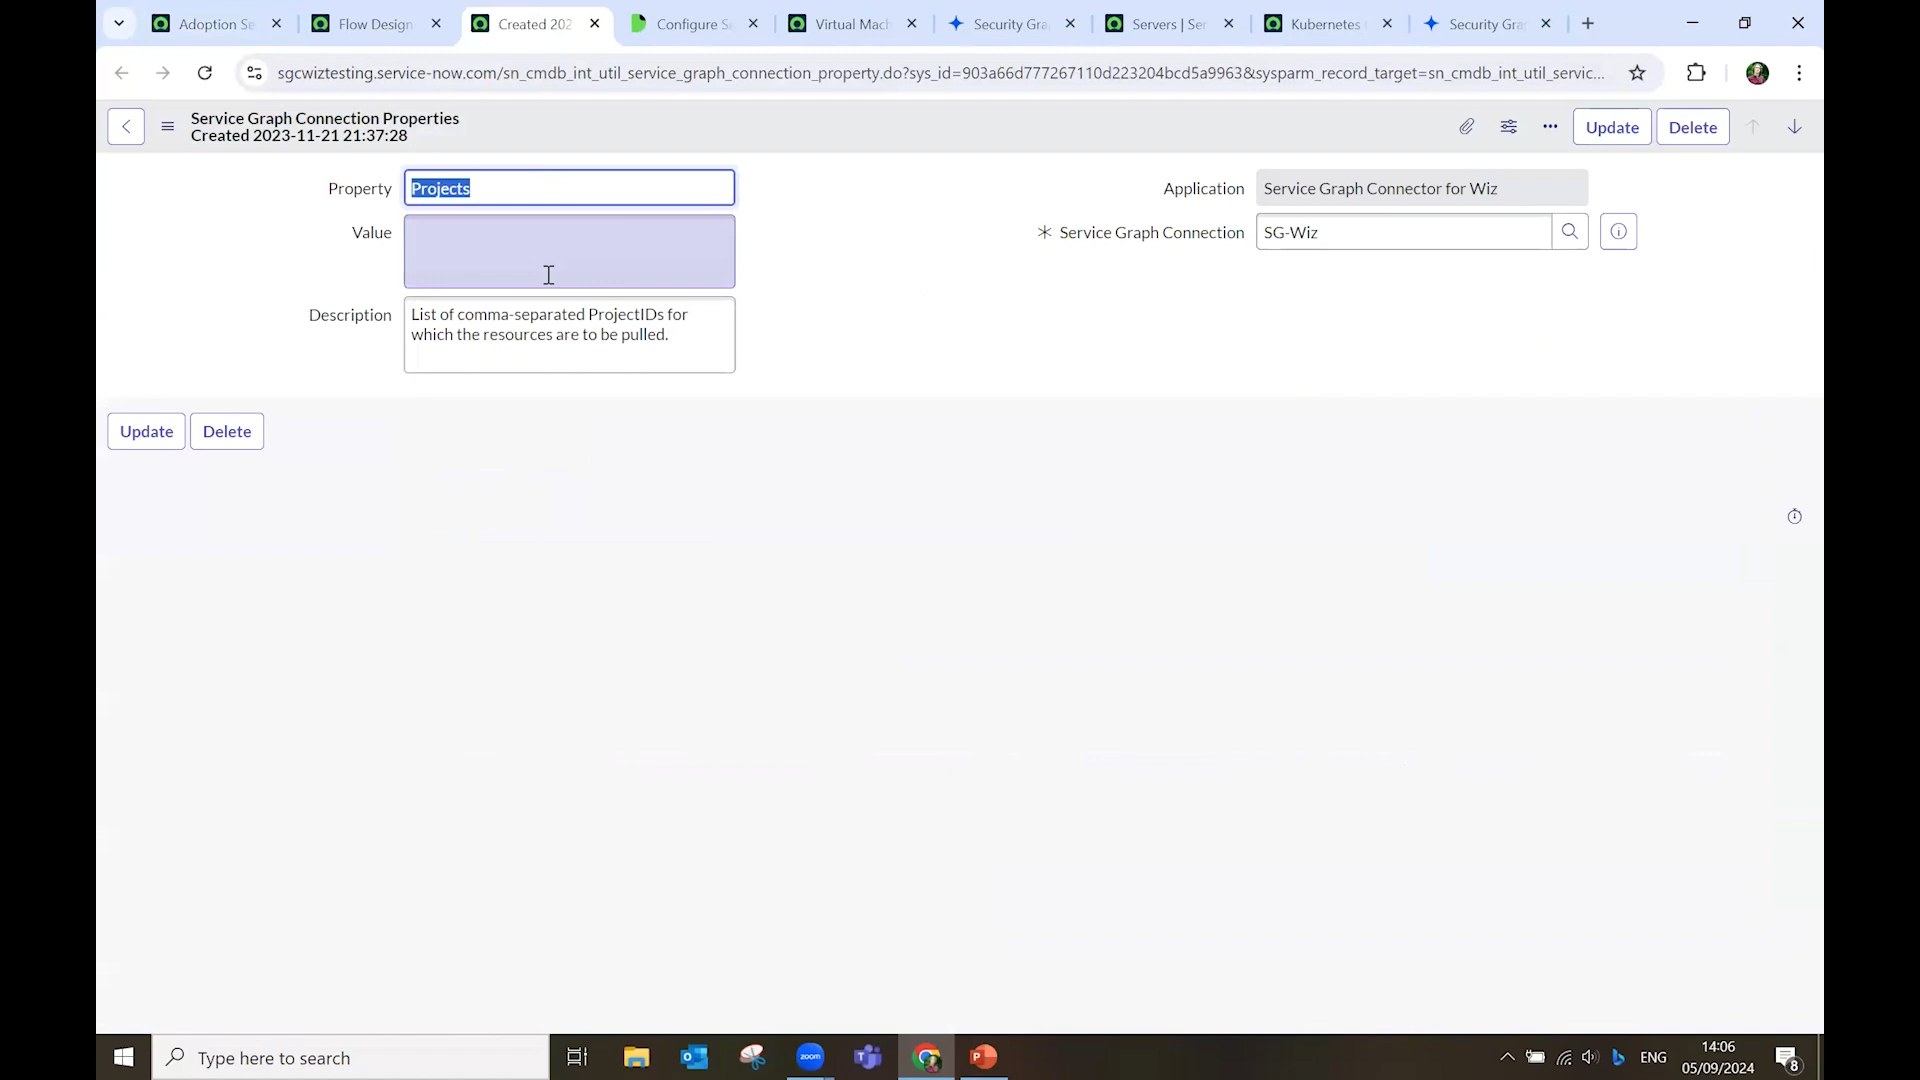 Adoption Se
Flow Design
Created 202
Configure Se
Virtual Mach
Security Gra
Servers | Ser
Kubernetes
Security Gra
sgcwiztesting.service-now.com/sn_cmdb_int_util_service_graph_connection_property.do?sys_id=903a66d777267110d223204bcd5a9963&sysparm_record_target=sn_cmdb_int_util_servic...
Service Graph Connection Properties
Created 2023-11-21 21:37:28
Update
Delete
Property
Projects
Application
Service Graph Connector for Wiz
Value
Service Graph Connection
SG-Wiz
Description
List of comma-separated ProjectIDs for
which the resources are to be pulled.
Update
Delete
Type here to search
zoom
ENG
14:06
05/09/2024
8